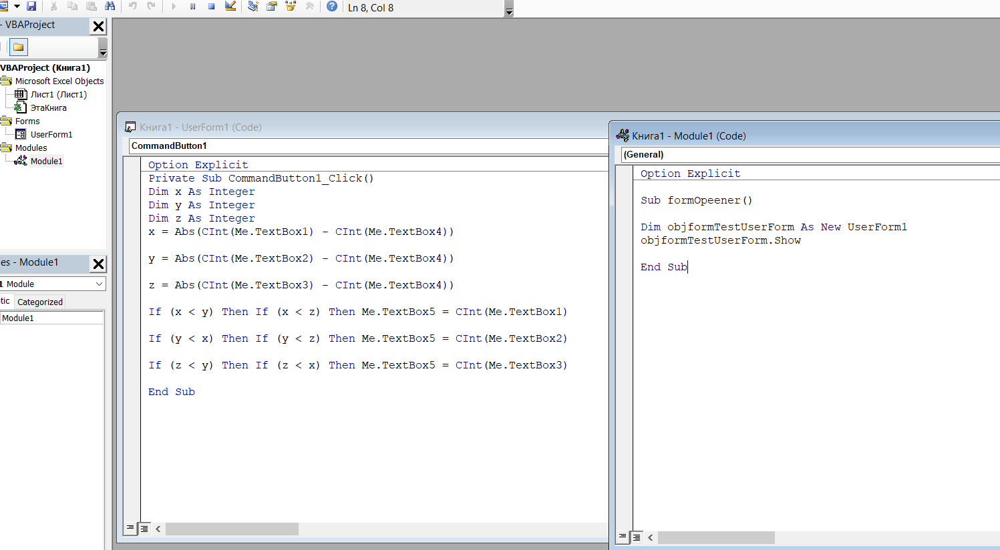 Ln 8, Col 8
- VBAProject
VBAProject (Книга1)
Microsoft Excel Objects
Лист1 (Лист1)
ЭтаКнига
Forms
UserForm1
Modules
Module1
es - Module1
1 Module
tic Categorized
Module1
Книга1 - UserForm1 (Code)
CommandButton1
Option Explicit
Private Sub CommandButton1_Click()
Dim x As Integer
Dim y As Integer
Dim z As Integer
x = Abs(CInt(Me.TextBox1) - CInt(Me.TextBox4))
y = Abs(CInt(Me.TextBox2) - CInt(Me.TextBox4))
z = Abs(CInt(Me.TextBox3) - CInt(Me.TextBox4))
If (x < y) Then If (x < z) Then Me.TextBox5 = CInt(Me.TextBox1)
If (y < x) Then If (y < z) Then Me.TextBox5 = CInt(Me.TextBox2)
If (z < y) Then If (z < x) Then Me.TextBox5 = CInt(Me.TextBox3)
End Sub
Книга1 - Module1 (Code)
(General)
Option Explicit
Sub formOpeener()
Dim objformTestUserForm As New UserForm1
objformTestUserForm.Show
End Sub